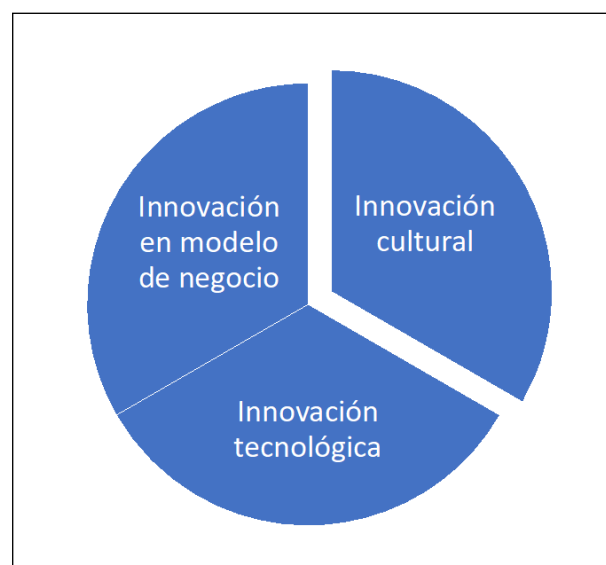 Innovación
en modelo
de negocio
Innovación
cultural
Innovación
tecnológica